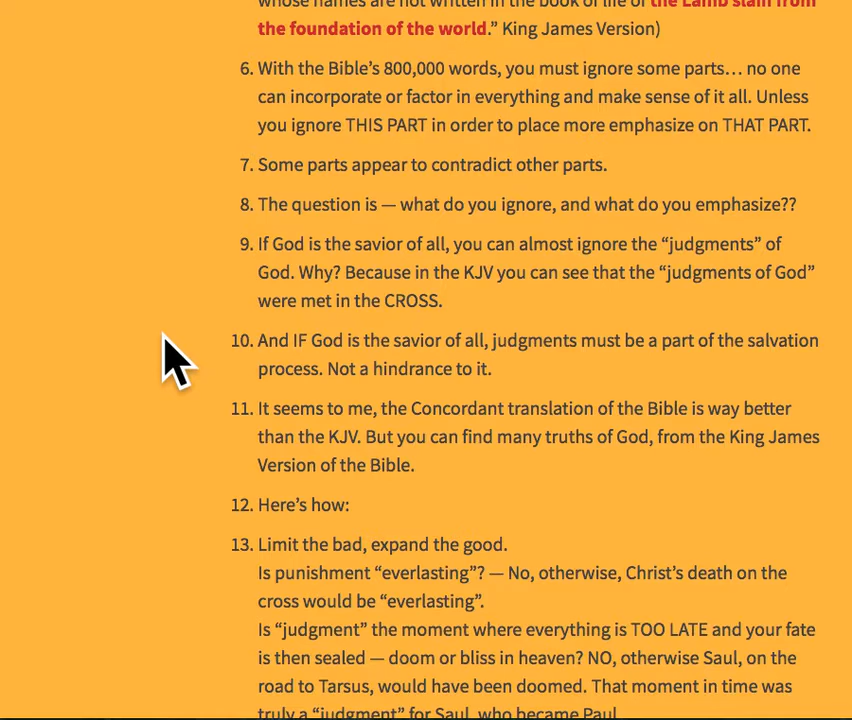 whose names are not written in the book of life of the Lamb slain from
the foundation of the world.” King James Version)
6. With the Bible’s 800,000 words, you must ignore some parts… no one
can incorporate or factor in everything and make sense of it all. Unless
you ignore THIS PART in order to place more emphasize on THAT PART.
7. Some parts appear to contradict other parts.
8. The question is — what do you ignore, and what do you emphasize??
9. If God is the savior of all, you can almost ignore the “judgments” of
God. Why? Because in the KJV you can see that the “judgments of God”
were met in the CROSS.
10. And IF God is the savior of all, judgments must be a part of the salvation
process. Not a hindrance to it.
11. It seems to me, the Concordant translation of the Bible is way better
than the KJV. But you can find many truths of God, from the King James
Version of the Bible.
12. Here’s how:
13. Limit the bad, expand the good.
Is punishment “everlasting”? — No, otherwise, Christ’s death on the
cross would be “everlasting”.
Is “judgment” the moment where everything is TOO LATE and your fate
is then sealed — doom or bliss in heaven? NO, otherwise Saul, on the
road to Tarsus, would have been doomed. That moment in time was
truly a “judgment” for Saul, who became Paul